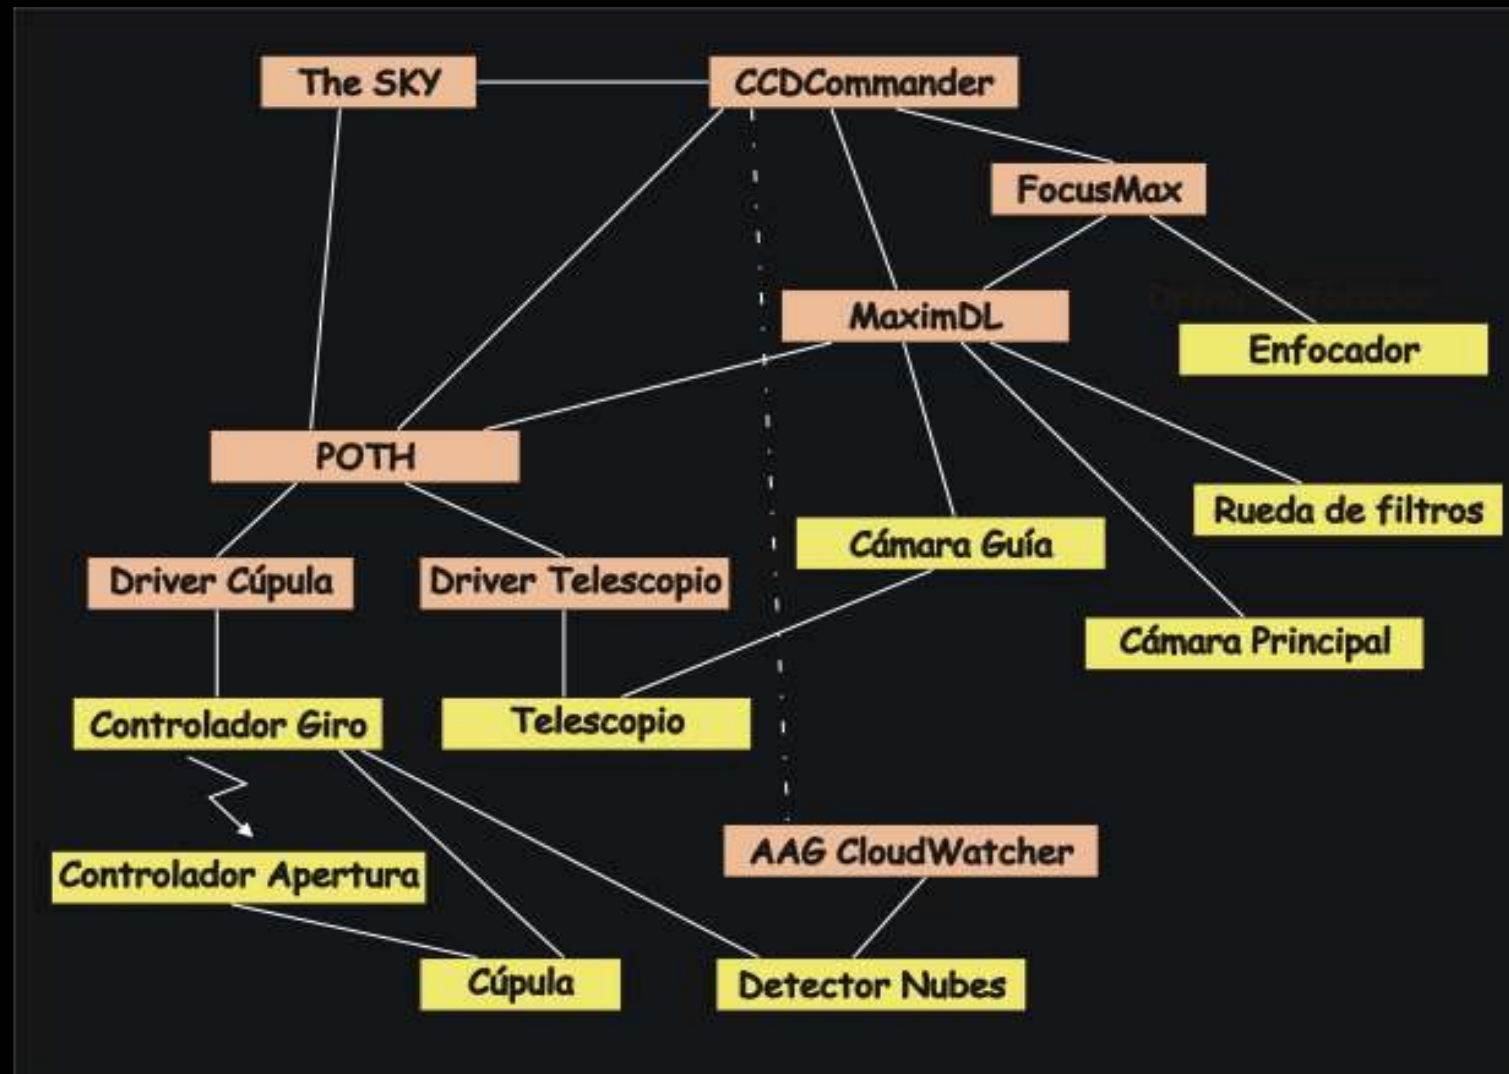 The SKY
CCDCommander
FocusMax
MaximDL
Enfocador
POTH
Rueda de filtros
Cámara Guía
Driver Cúpula
Driver Telescopio
Cámara Principal
Controlador Giro
Telescopio
AAG CloudWatcher
Controlador Apertura
Cúpula
Detector Nubes